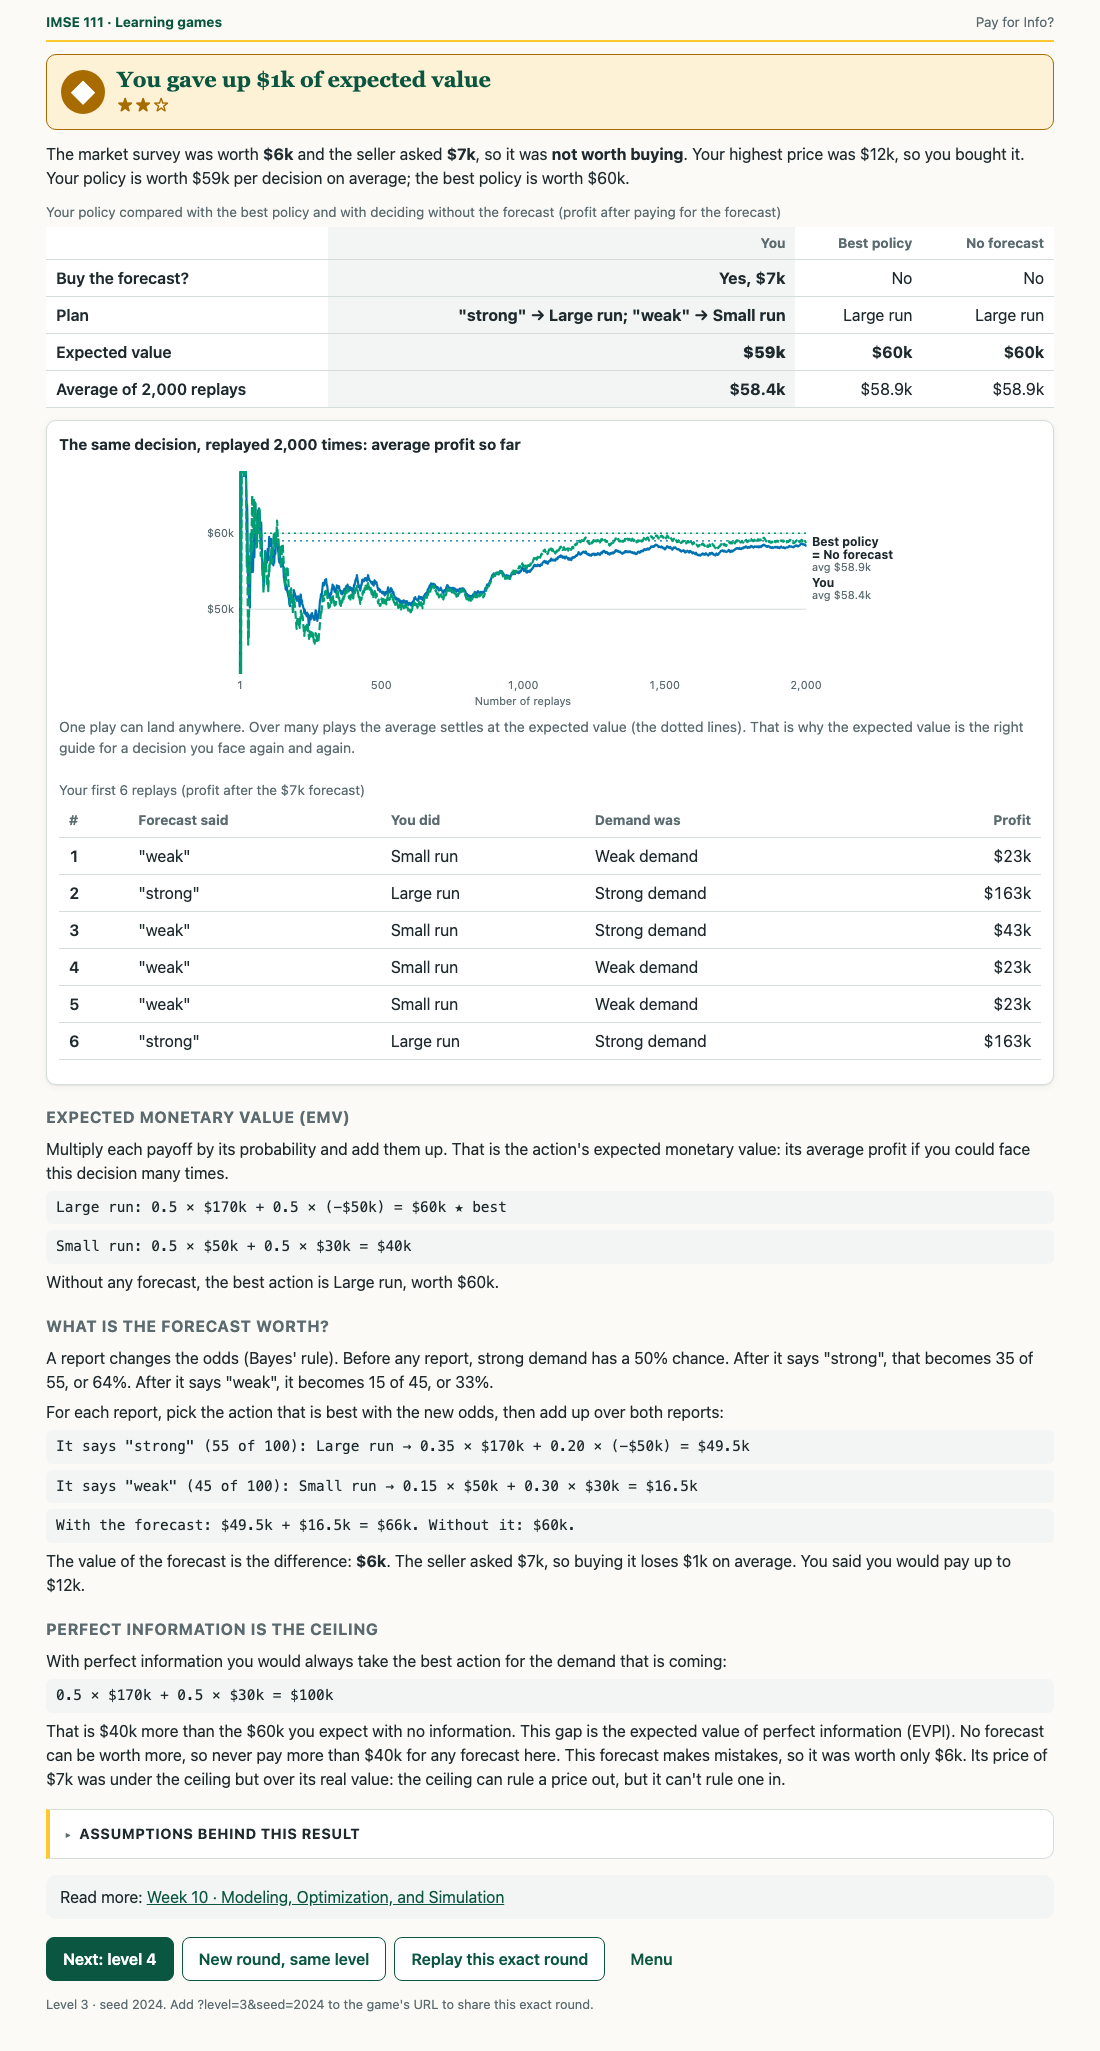 IMSE 111 · Learning games
Pay for Info?
You gave up $1k of expected value
★★☆
The market survey was worth $6k and the seller asked $7k, so it was not worth buying. Your highest price was $12k, so you bought it.
Your policy is worth $59k per decision on average; the best policy is worth $60k.
Your policy compared with the best policy and with deciding without the forecast (profit after paying for the forecast)
You Best policy No forecast
Buy the forecast? Yes, $7k No No
Plan "strong" → Large run; "weak" → Small run Large run Large run
Expected value $59k $60k $60k
Average of 2,000 replays $58.4k $58.9k $58.9k
The same decision, replayed 2,000 times: average profit so far
$60k
$50k
Best policy
= No forecast
avg $58.9k
You
avg $58.4k
1 500 1,000 1,500 2,000
Number of replays
One play can land anywhere. Over many plays the average settles at the expected value (the dotted lines). That is why the expected value is the right
guide for a decision you face again and again.
Your first 6 replays (profit after the $7k forecast)
# Forecast said You did Demand was Profit
1 "weak" Small run Weak demand $23k
2 "strong" Large run Strong demand $163k
3 "weak" Small run Strong demand $43k
4 "weak" Small run Weak demand $23k
5 "weak" Small run Weak demand $23k
6 "strong" Large run Strong demand $163k
EXPECTED MONETARY VALUE (EMV)
Multiply each payoff by its probability and add them up. That is the action's expected monetary value: its average profit if you could face
this decision many times.
Large run: 0.5 × $170k + 0.5 × (−$50k) = $60k ★ best
Small run: 0.5 × $50k + 0.5 × $30k = $40k
Without any forecast, the best action is Large run, worth $60k.
WHAT IS THE FORECAST WORTH?
A report changes the odds (Bayes' rule). Before any report, strong demand has a 50% chance. After it says "strong", that becomes 35 of
55, or 64%. After it says "weak", it becomes 15 of 45, or 33%.
For each report, pick the action that is best with the new odds, then add up over both reports:
It says "strong" (55 of 100): Large run → 0.35 × $170k + 0.20 × (−$50k) = $49.5k
It says "weak" (45 of 100): Small run → 0.15 × $50k + 0.30 × $30k = $16.5k
With the forecast: $49.5k + $16.5k = $66k. Without it: $60k.
The value of the forecast is the difference: $6k. The seller asked $7k, so buying it loses $1k on average. You said you would pay up to
$12k.
PERFECT INFORMATION IS THE CEILING
With perfect information you would always take the best action for the demand that is coming:
0.5 × $170k + 0.5 × $30k = $100k
That is $40k more than the $60k you expect with no information. This gap is the expected value of perfect information (EVPI). No forecast
can be worth more, so never pay more than $40k for any forecast here. This forecast makes mistakes, so it was worth only $6k. Its price of
$7k was under the ceiling but over its real value: the ceiling can rule a price out, but it can't rule one in.
▸ ASSUMPTIONS BEHIND THIS RESULT
Read more: Week 10 · Modeling, Optimization, and Simulation
Next: level 4
New round, same level
Replay this exact round
Menu
Level 3 · seed 2024. Add ?level=3&seed=2024 to the game's URL to share this exact round.